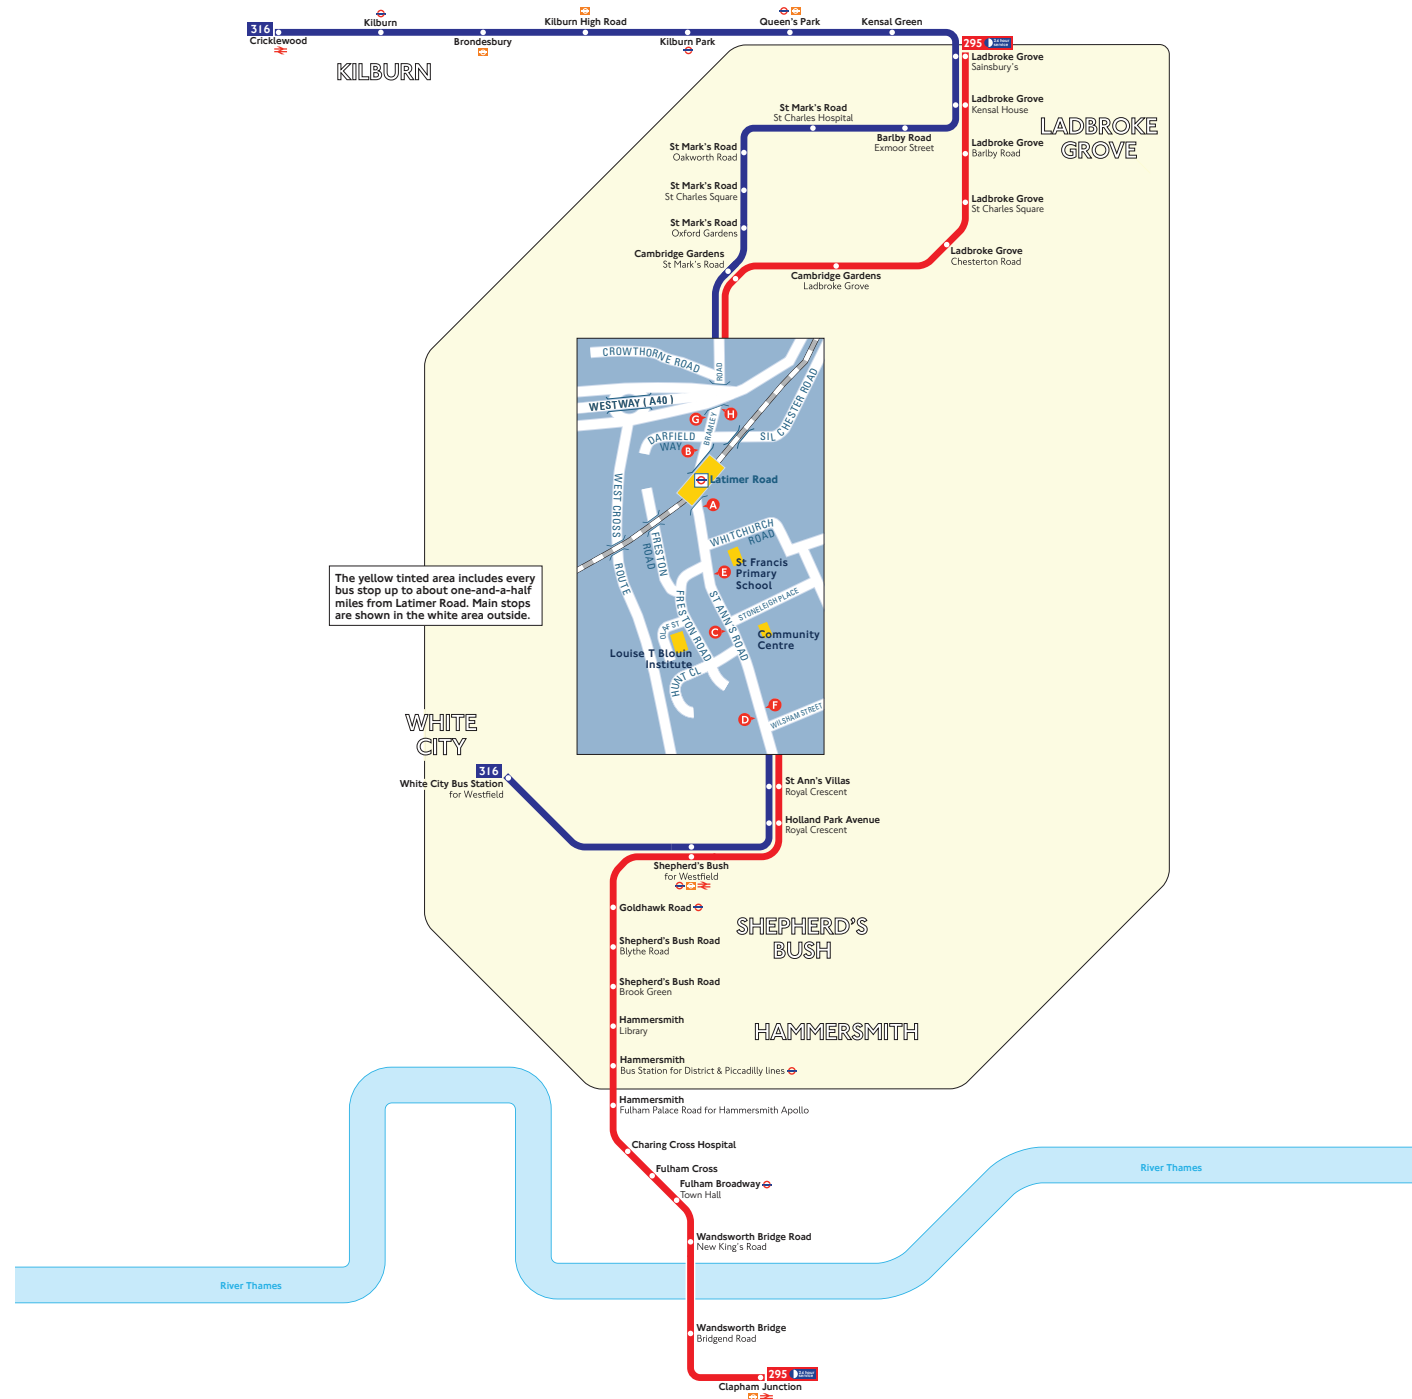 316
Cricklewood
Kilburn
Brondesbury
Kilburn High Road
Kilburn Park
Queen's Park
Kensal Green
KILBURN
295 24 hour service
Ladbroke Grove
Sainsbury's
Ladbroke Grove
Kensal House
LADBROKE
GROVE
Ladbroke Grove
Barlby Road
Ladbroke Grove
St Charles Square
Ladbroke Grove
Chesterton Road
St Mark's Road
St Charles Hospital
Barlby Road
Exmoor Street
St Mark's Road
Oakworth Road
St Mark's Road
St Charles Square
St Mark's Road
Oxford Gardens
Cambridge Gardens
St Mark's Road
Cambridge Gardens
Ladbroke Grove
CROWTHORNE ROAD
ROAD
WESTWAY ( A40 )
G
H
BRAMLEY
SILCHESTER ROAD
DARFIELD
WAY
B
Latimer Road
A
WEST CROSS ROUTE
FRESTON
ROAD
WHITCHURCH
ROAD
E
St Francis
Primary
School
FRESTON ROAD
ST ANN'S ROAD
STONELEIGH PLACE
C
Community
Centre
Louise T Blouin
Institute
HUNT CL
F
D
WILSHAM STREET
The yellow tinted area includes every
bus stop up to about one-and-a-half
miles from Latimer Road. Main stops
are shown in the white area outside.
WHITE
CITY
316
White City Bus Station
for Westfield
St Ann's Villas
Royal Crescent
Holland Park Avenue
Royal Crescent
Shepherd's Bush
for Westfield
Goldhawk Road
SHEPHERD'S
BUSH
Shepherd's Bush Road
Blythe Road
Shepherd's Bush Road
Brook Green
Hammersmith
Library
HAMMERSMITH
Hammersmith
Bus Station for District & Piccadilly lines
Hammersmith
Fulham Palace Road for Hammersmith Apollo
Charing Cross Hospital
Fulham Cross
Fulham Broadway
Town Hall
River Thames
Wandsworth Bridge Road
New King's Road
River Thames
Wandsworth Bridge
Bridgend Road
295 24 hour service
Clapham Junction